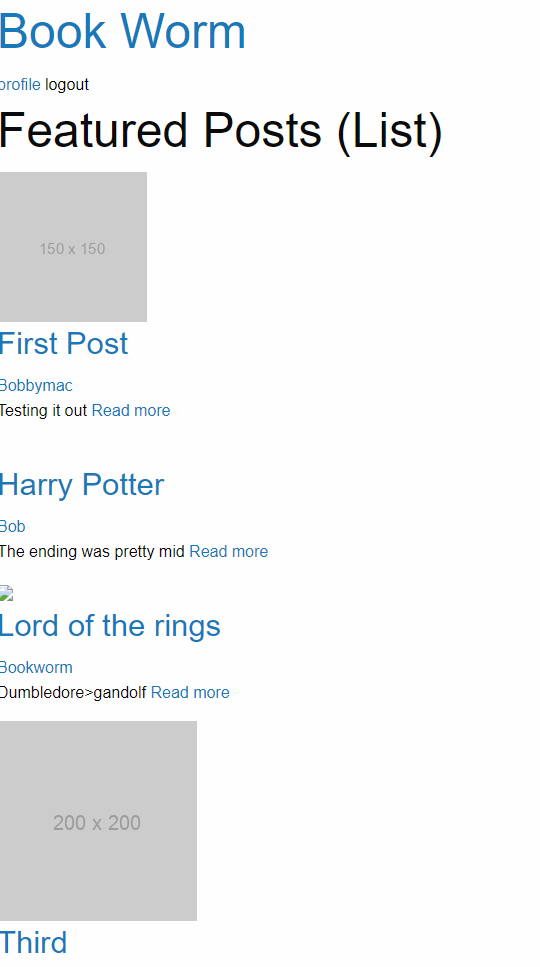 Book Worm
profile logout
Featured Posts (List)
150 x 150
First Post
Bobbymac
Testing it out Read more
Harry Potter
Bob
The ending was pretty mid Read more
Lord of the rings
Bookworm
Dumbledore>gandolf Read more
200 x 200
Third